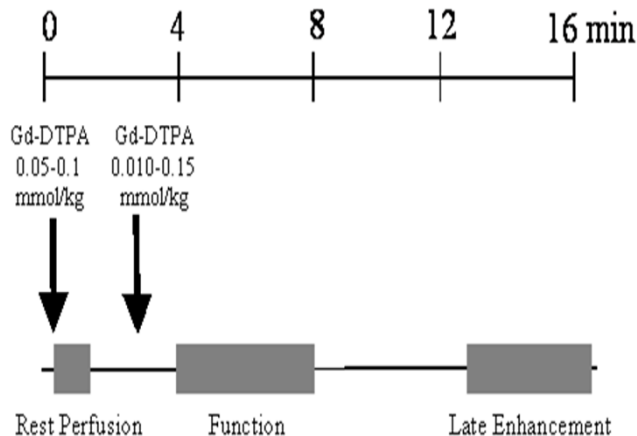 0 4 8 12 16 min
Gd-DTPA Gd-DTPA
0.05-0.1 0.010-0.15
mmol/kg mmol/kg
Rest Perfusion Function Late Enhancement